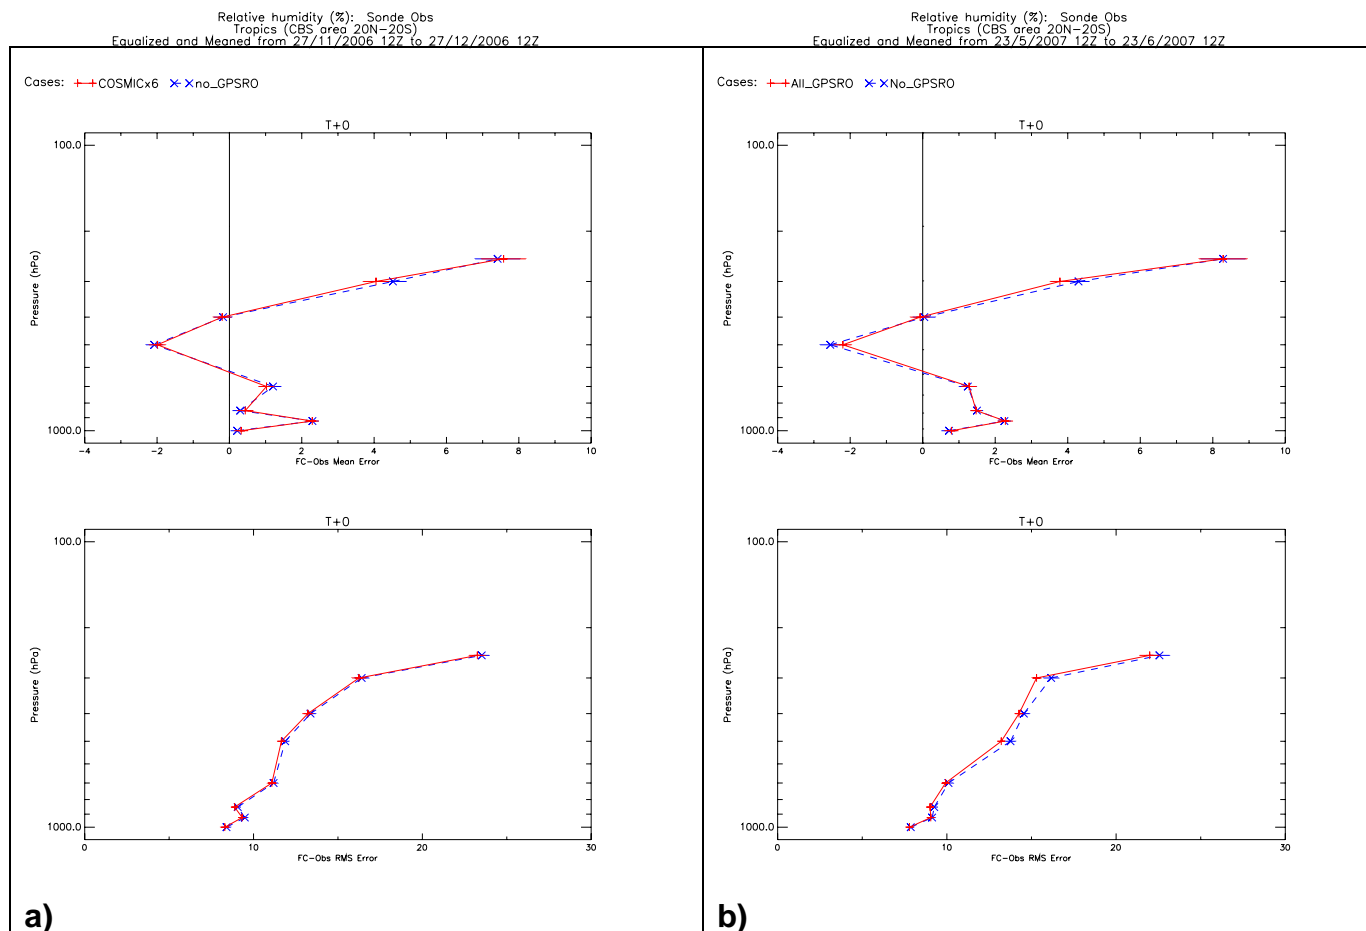 Relative humidity (%): Sonde Obs
Tropics (CBS area 20N-20S)
Equalized and Meaned from 27/11/2006 12Z to 27/12/2006 12Z
Cases: COSMICx6 no_GPSRO
T+0
100.0
Pressure (hPa)
1000.0
-4 -2 0 2 4 6 8 10
FC-Obs Mean Error
T+0
100.0
Pressure (hPa)
1000.0
0 10 20 30
FC-Obs RMS Error
a)
Relative humidity (%): Sonde Obs
Tropics (CBS area 20N-20S)
Equalized and Meaned from 23/5/2007 12Z to 23/6/2007 12Z
Cases: All_GPSRO No_GPSRO
T+0
100.0
Pressure (hPa)
1000.0
-4 -2 0 2 4 6 8 10
FC-Obs Mean Error
T+0
100.0
Pressure (hPa)
1000.0
0 10 20 30
FC-Obs RMS Error
b)